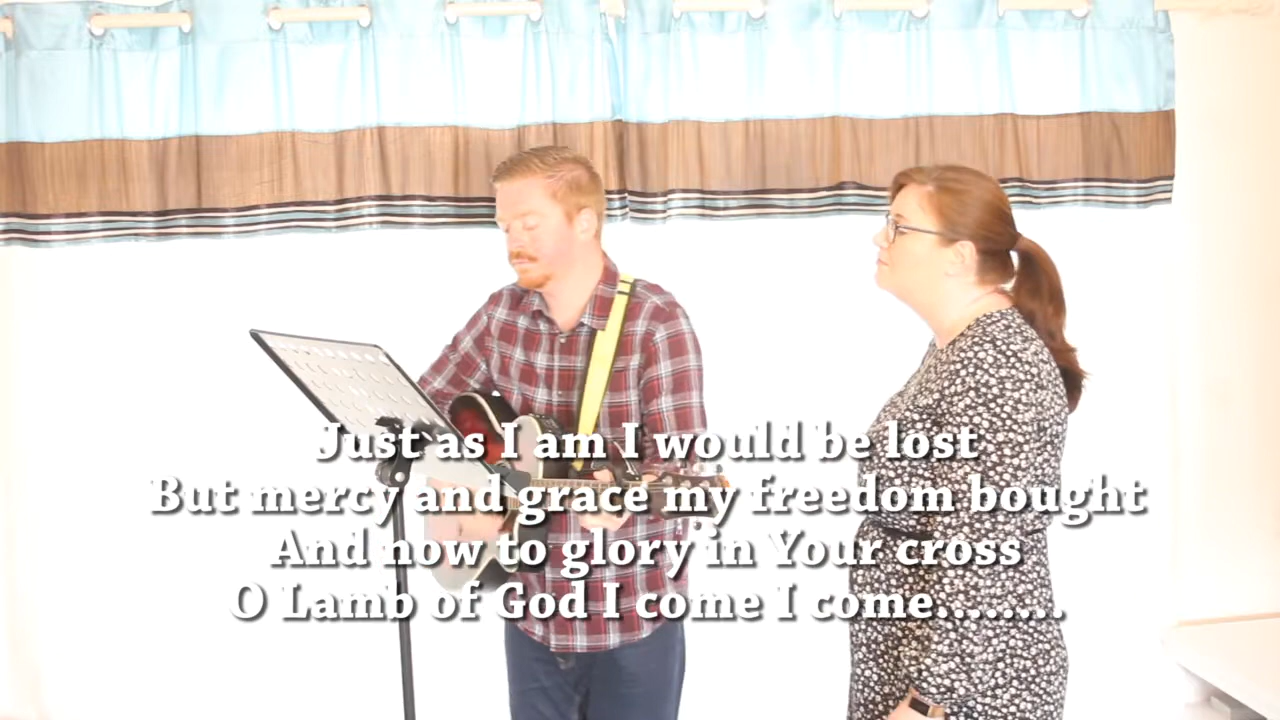 Just as I am I would be lost
But mercy and grace my freedom bought
And now to glory in Your cross
O Lamb of God I come I come........